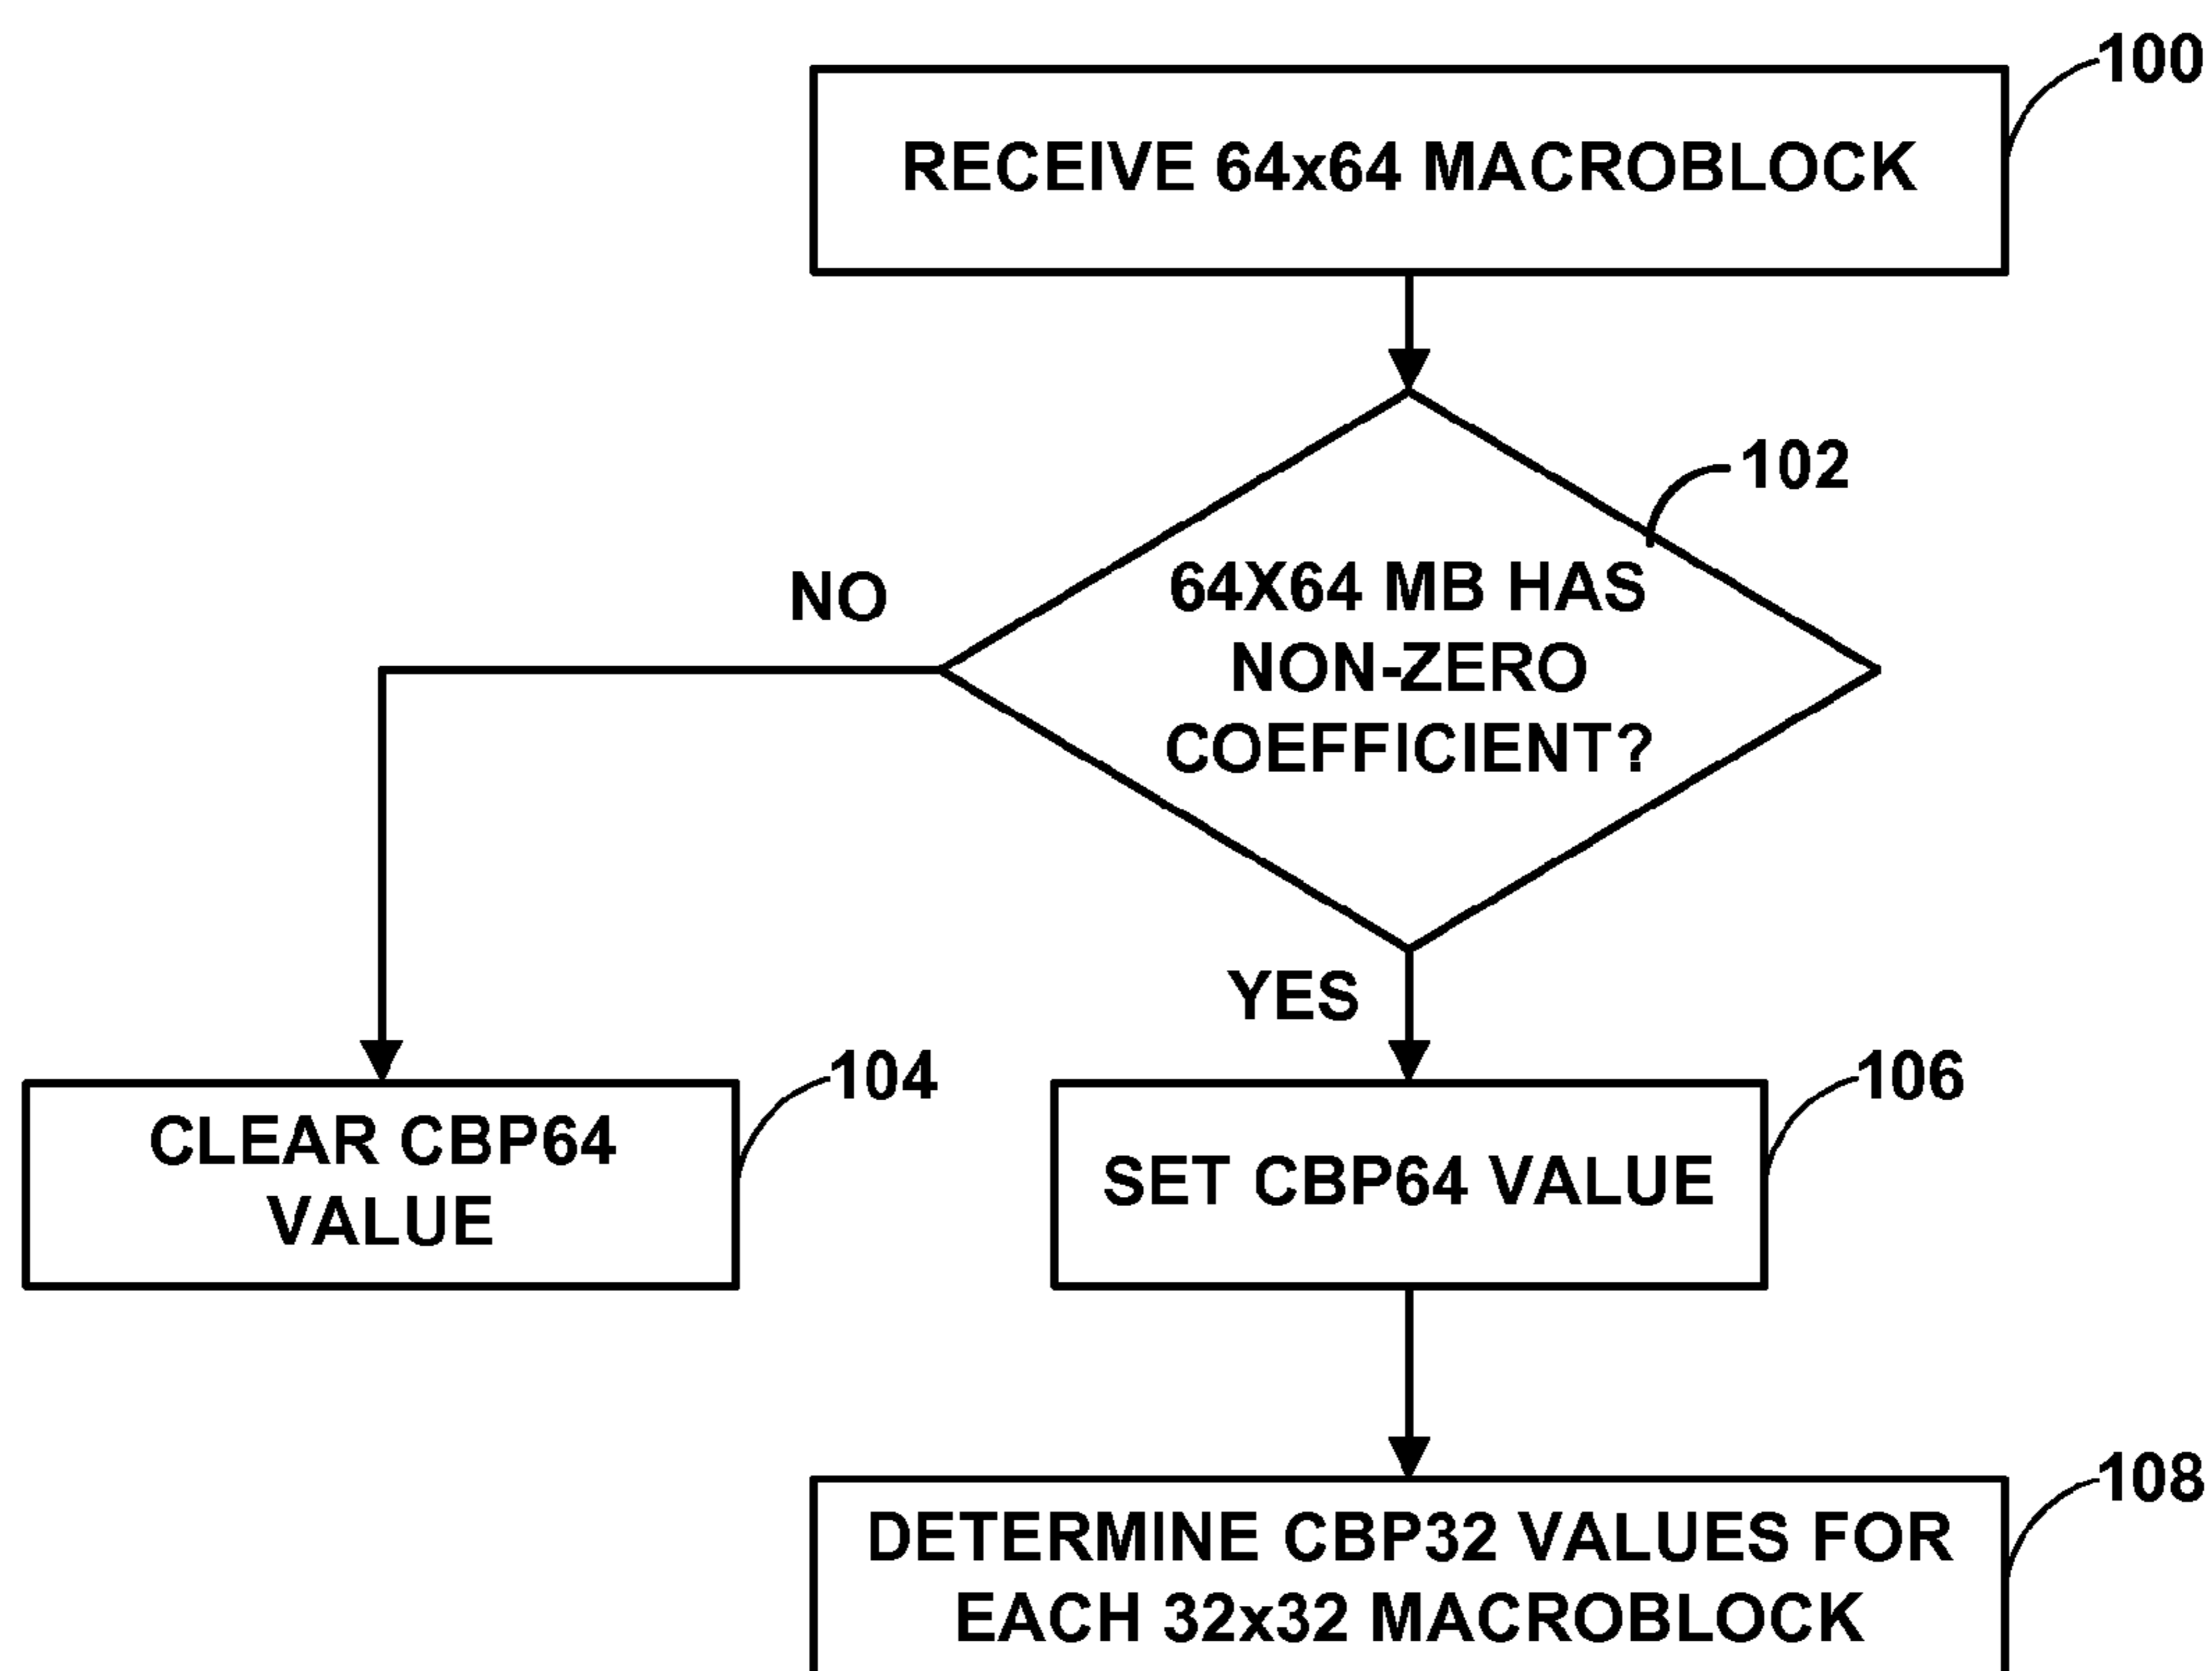 100
RECEIVE 64x64 MACROBLOCK
102
64X64 MB HAS
NON-ZERO
COEFFICIENT?
NO
YES
104
CLEAR CBP64
VALUE
106
SET CBP64 VALUE
108
DETERMINE CBP32 VALUES FOR
EACH 32x32 MACROBLOCK